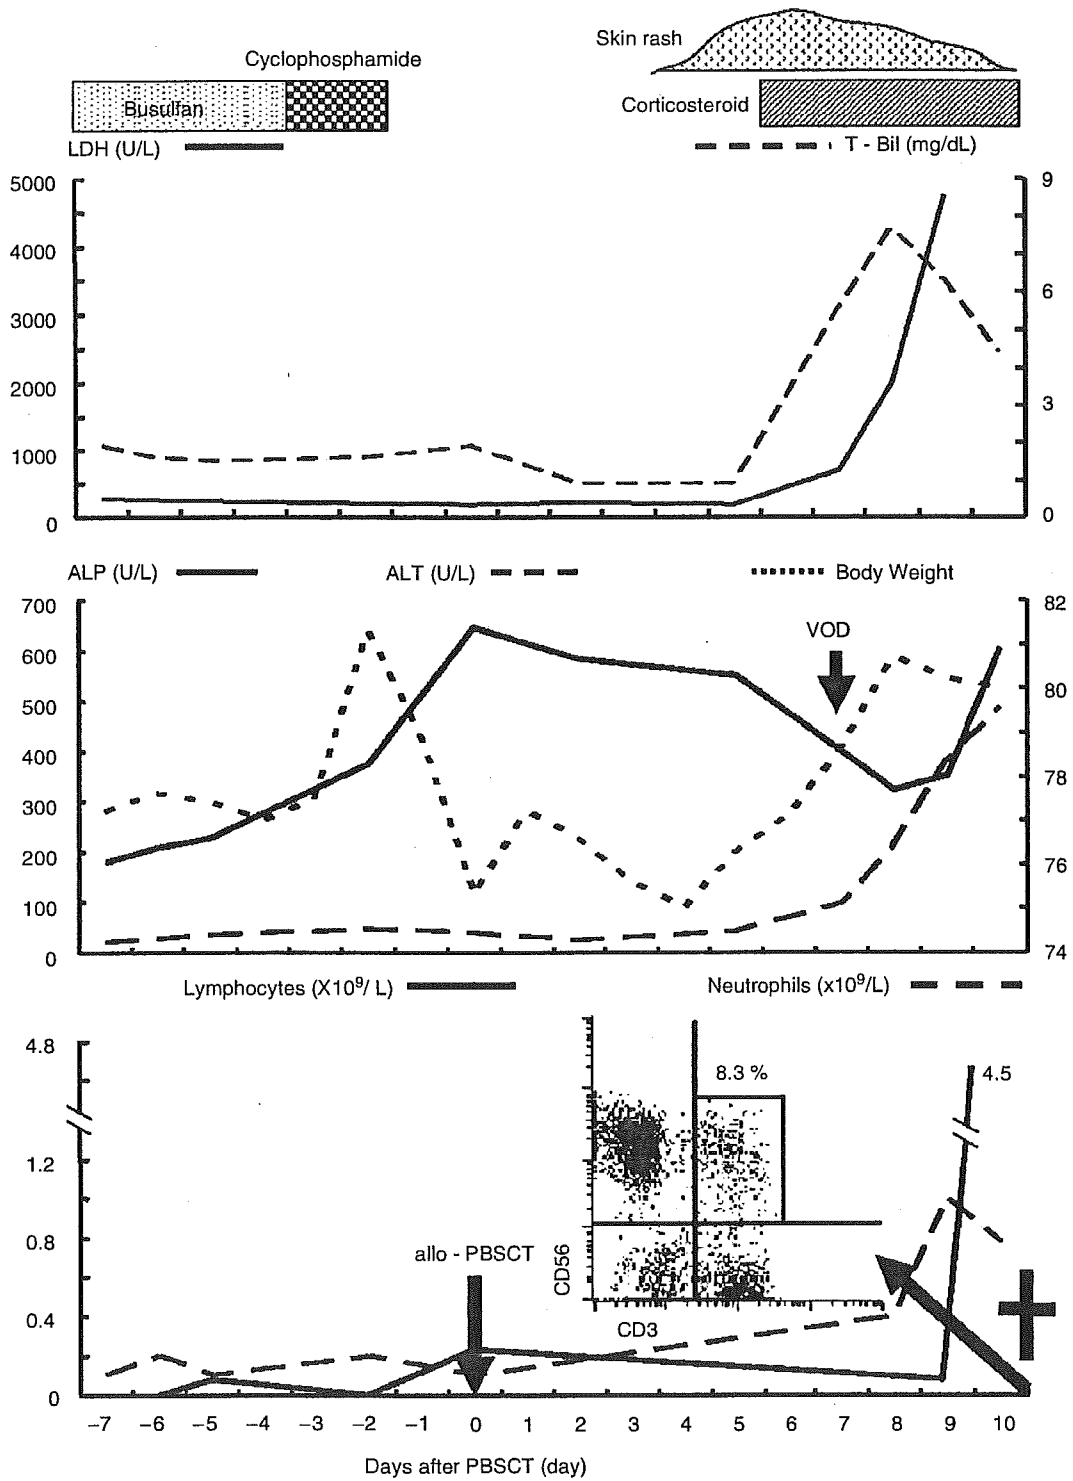 Skin rash
Cyclophosphamide
Busulfan
Corticosteroid
LDH (U/L)
T - Bil (mg/dL)
5000
4000
3000
2000
1000
0
9
6
3
0
ALP (U/L)
ALT (U/L)
Body Weight
700
600
500
400
300
200
100
0
VOD
82
80
78
76
74
Lymphocytes (X10⁹/ L)
Neutrophils (x10⁹/L)
4.8
1.2
0.8
0.4
0
8.3 %
4.5
allo - PBSCT
CD56
CD3
−7 −6 −5 −4 −3 −2 −1 0 1 2 3 4 5 6 7 8 9 10
Days after PBSCT (day)